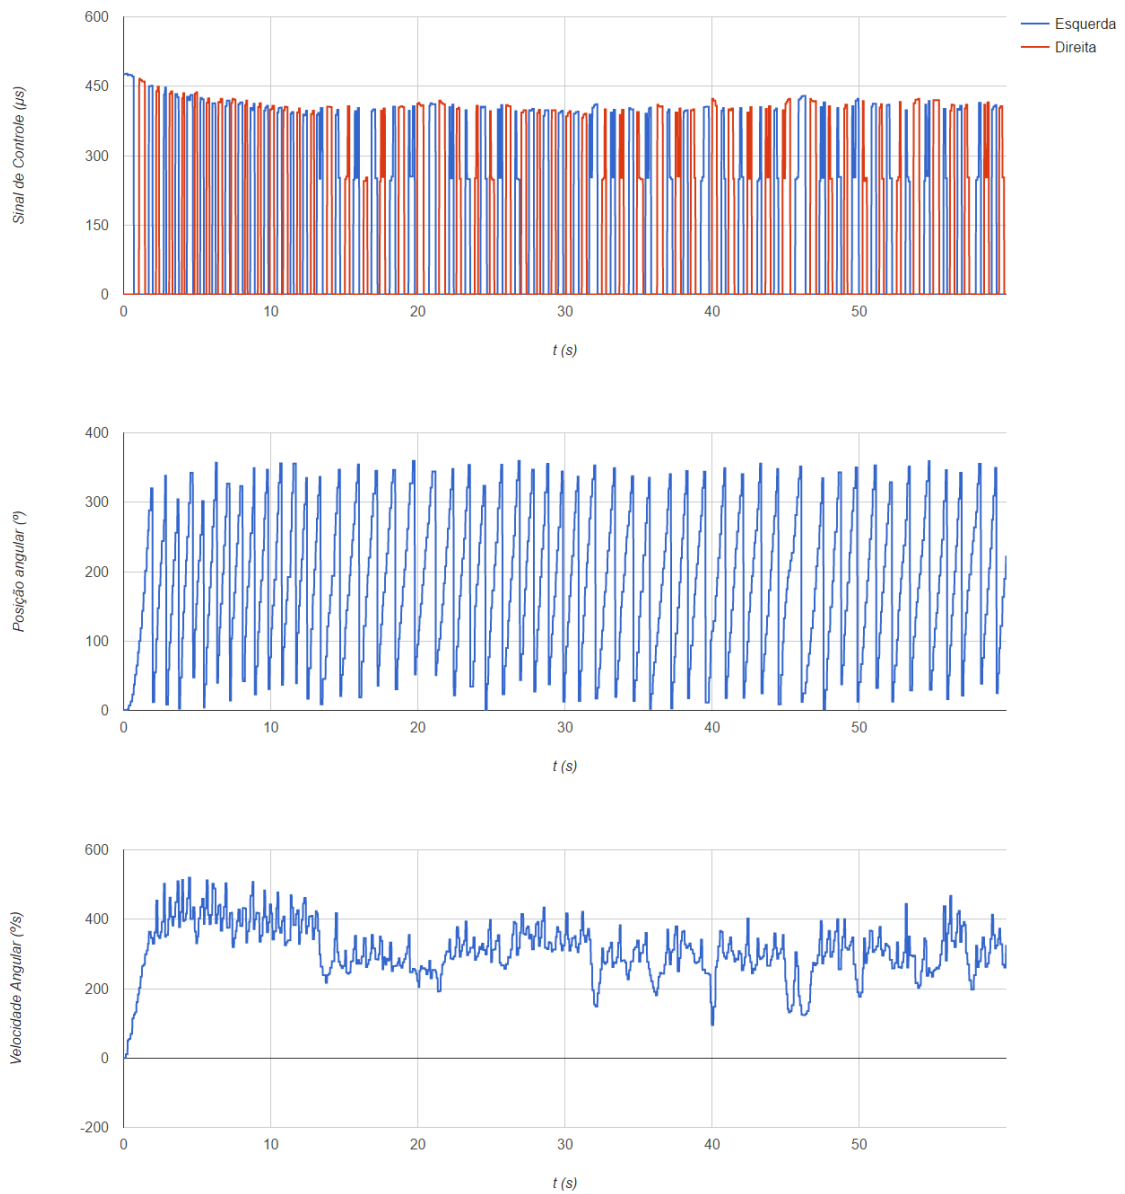 600
450
300
150
0
Sinal de Controle (µs)
Esquerda
Direita
0 10 20 30 40 50
t (s)
400
300
200
100
0
Posição angular (º)
0 10 20 30 40 50
t (s)
600
400
200
0
-200
Velocidade Angular (º/s)
0 10 20 30 40 50
t (s)